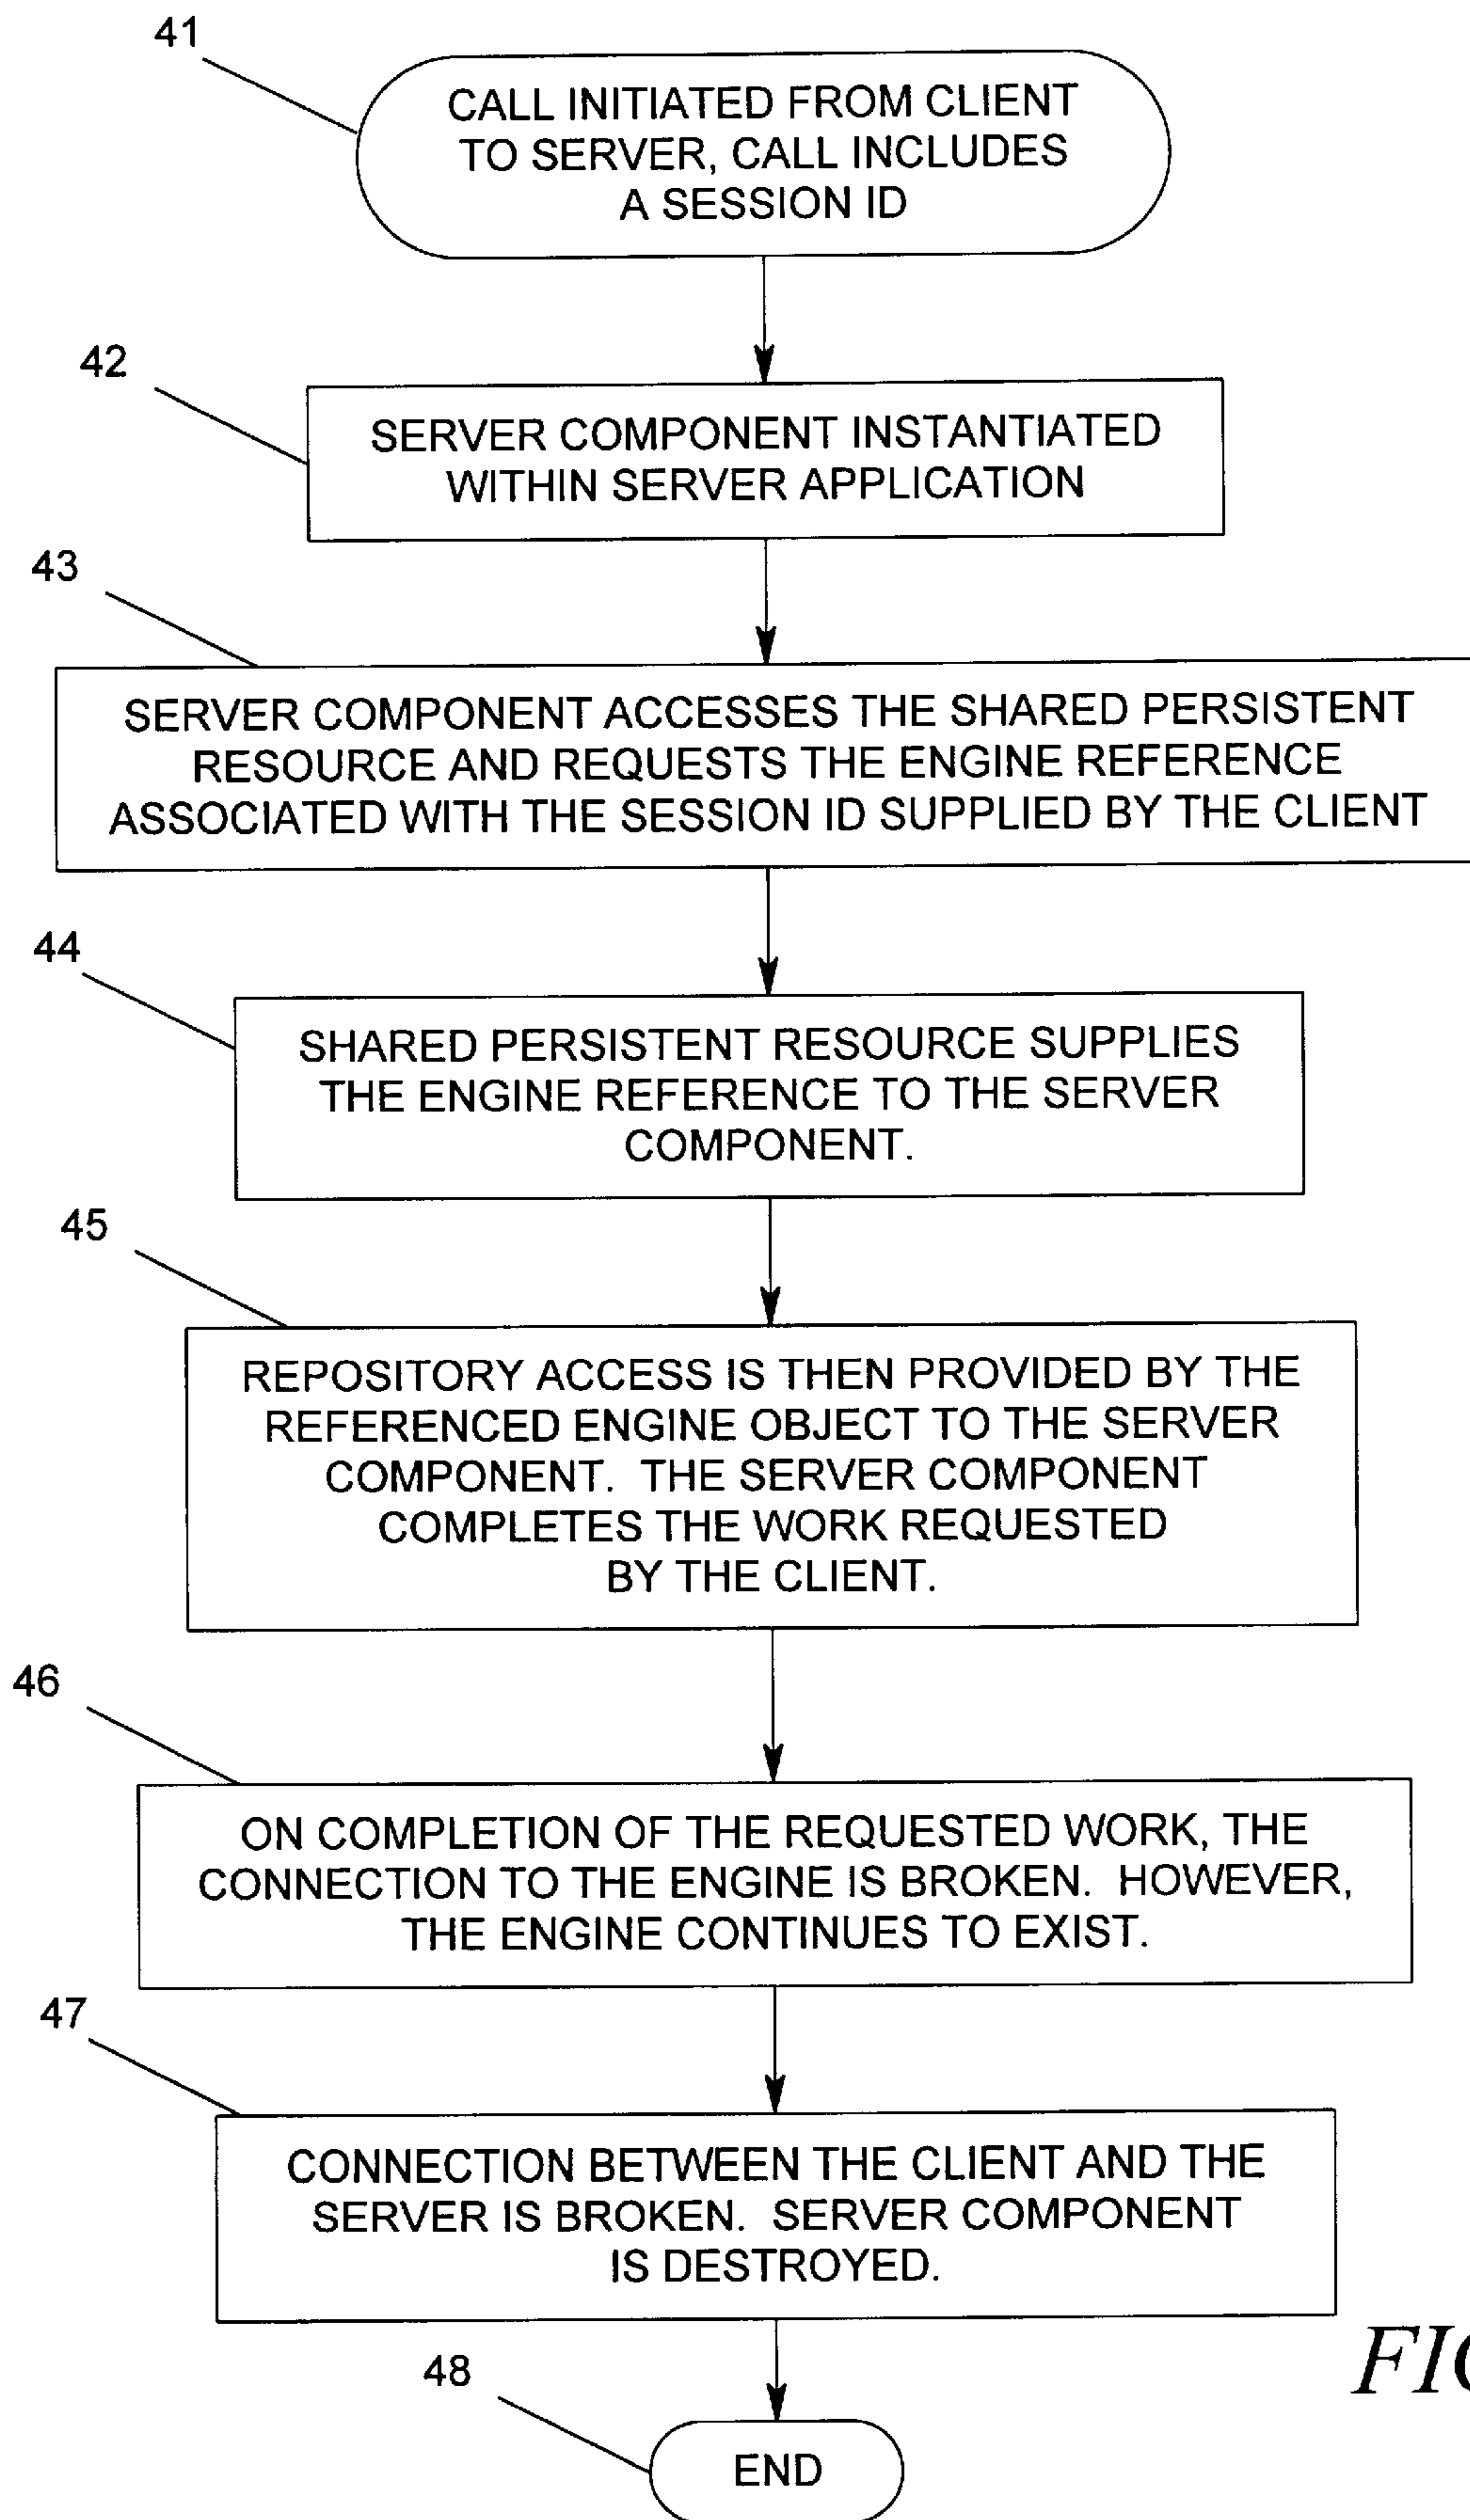 41
CALL INITIATED FROM CLIENT
TO SERVER, CALL INCLUDES
A SESSION ID
42
SERVER COMPONENT INSTANTIATED
WITHIN SERVER APPLICATION
43
SERVER COMPONENT ACCESSES THE SHARED PERSISTENT
RESOURCE AND REQUESTS THE ENGINE REFERENCE
ASSOCIATED WITH THE SESSION ID SUPPLIED BY THE CLIENT
44
SHARED PERSISTENT RESOURCE SUPPLIES
THE ENGINE REFERENCE TO THE SERVER
COMPONENT.
45
REPOSITORY ACCESS IS THEN PROVIDED BY THE
REFERENCED ENGINE OBJECT TO THE SERVER
COMPONENT. THE SERVER COMPONENT
COMPLETES THE WORK REQUESTED
BY THE CLIENT.
46
ON COMPLETION OF THE REQUESTED WORK, THE
CONNECTION TO THE ENGINE IS BROKEN. HOWEVER,
THE ENGINE CONTINUES TO EXIST.
47
CONNECTION BETWEEN THE CLIENT AND THE
SERVER IS BROKEN. SERVER COMPONENT
IS DESTROYED.
48
END